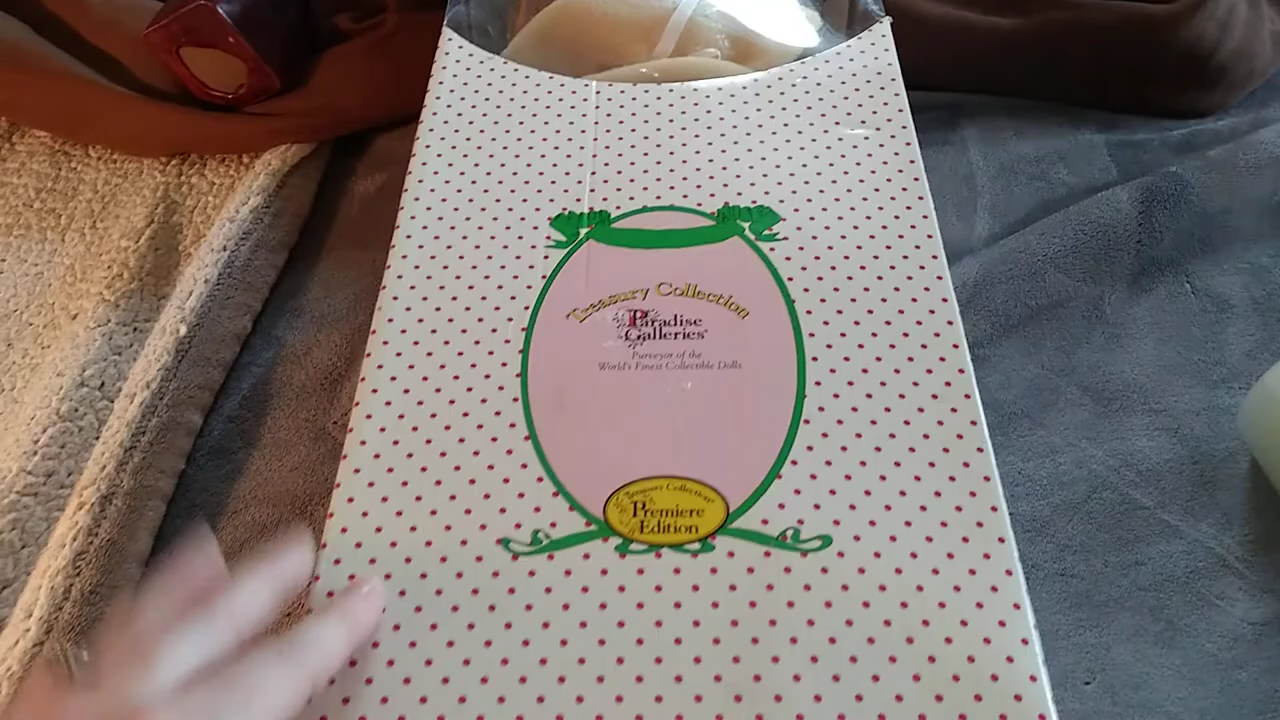 Treasury Collection
Paradise
Galleries®
Purveyor of the
World's Finest Collectible Dolls
Treasury Collection®
Premiere
Edition